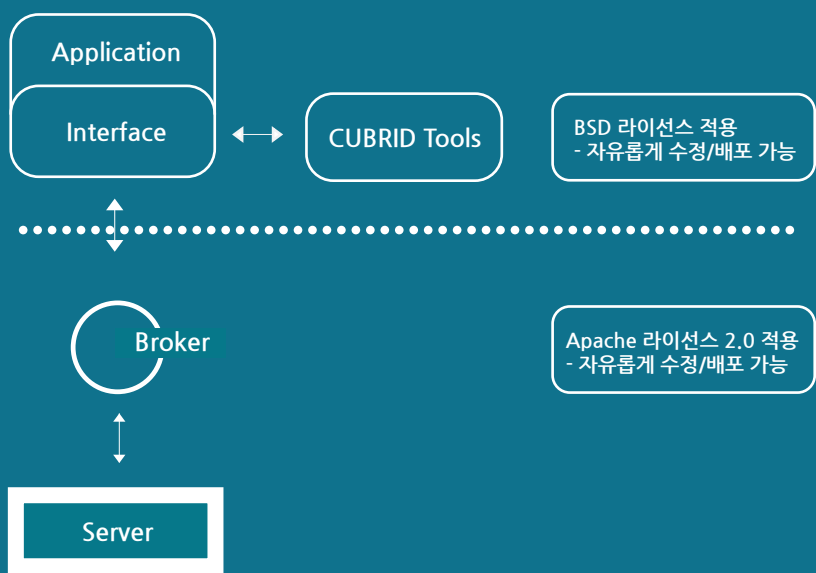 Application
Interface
CUBRID Tools
BSD 라이선스 적용
- 자유롭게 수정/배포 가능
Broker
Apache 라이선스 2.0 적용
- 자유롭게 수정/배포 가능
Server